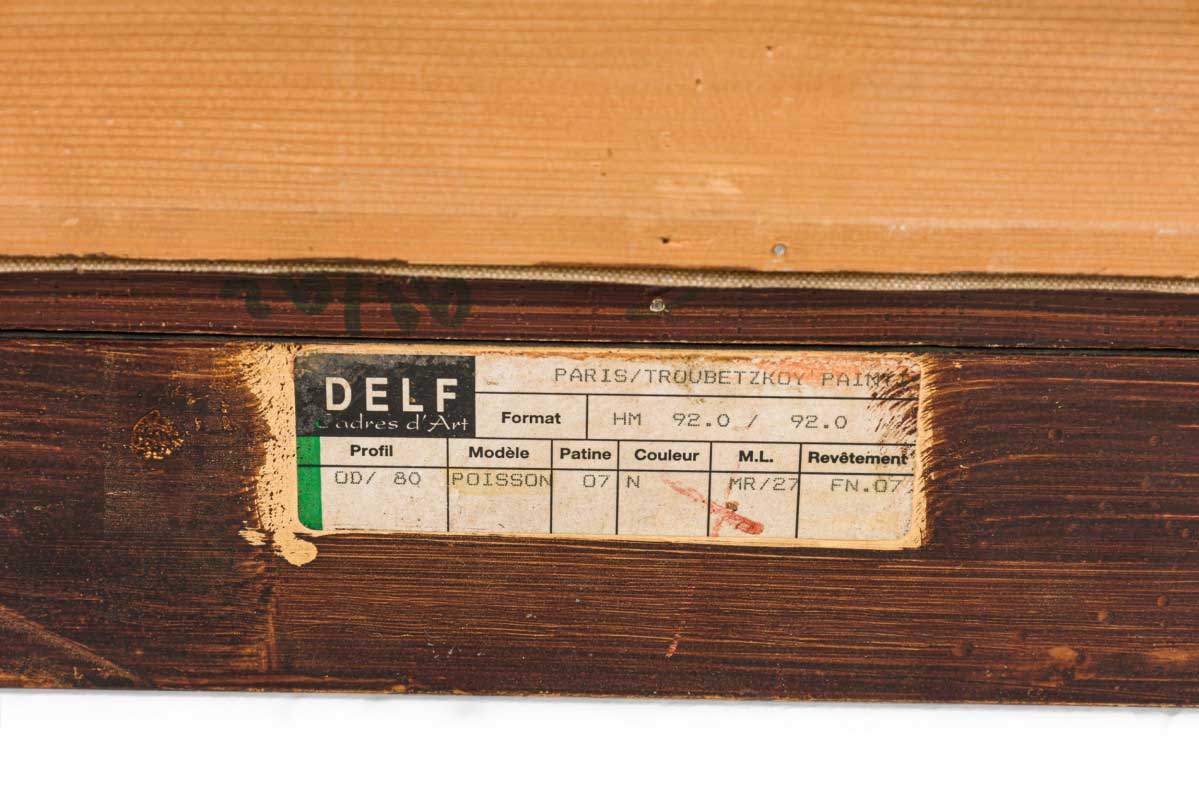 DELF
Cadres d'Art
PARIS/TROUBETZKOY PAINT
Format HM 92.0 / 92.0
Profil Modèle Patine Couleur M.L. Revêtement
OD/ 80 POISSON 07 N MR/27 FN.07